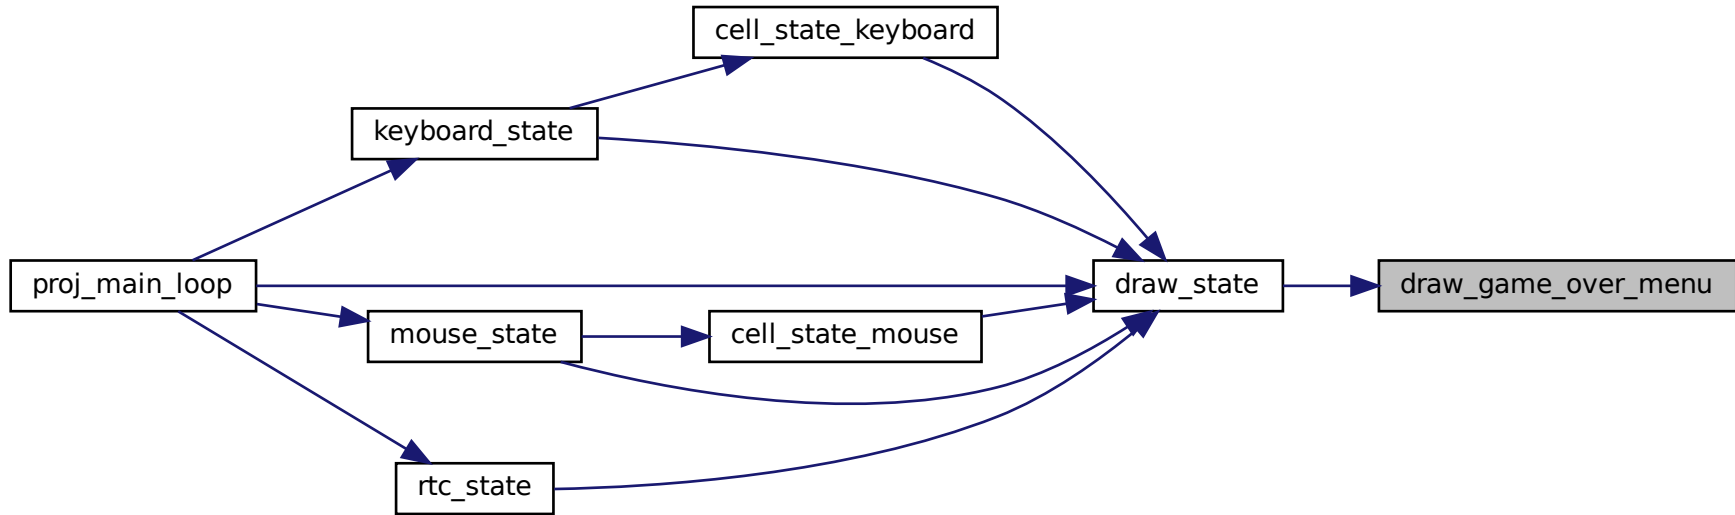 cell_state_keyboard
keyboard_state
proj_main_loop
draw_state
draw_game_over_menu
mouse_state
cell_state_mouse
rtc_state